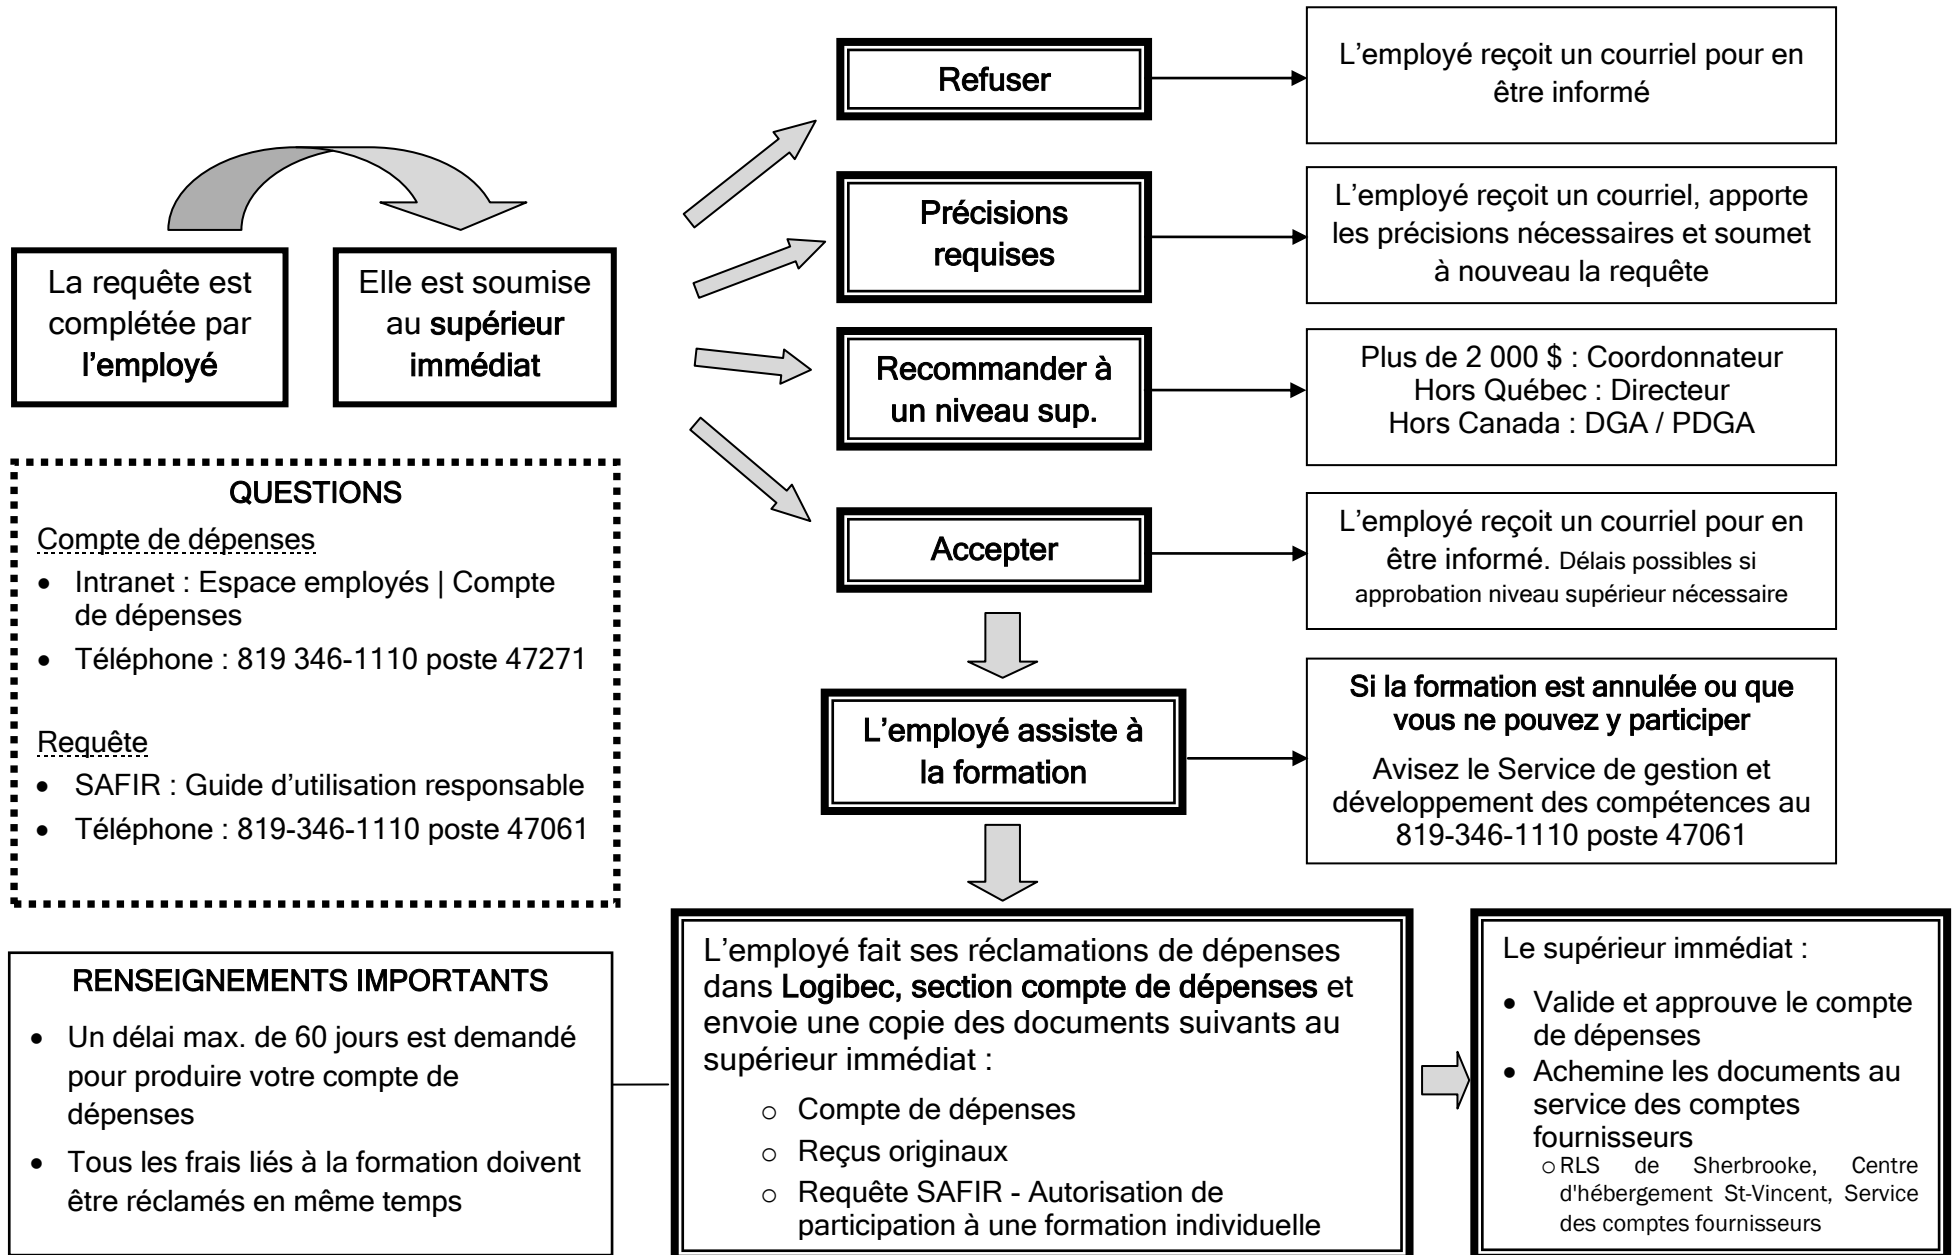 La requête est
complétée par
l'employé
Elle est soumise
au supérieur
immédiat
Refuser
L'employé reçoit un courriel pour en
être informé
Précisions
requises
L'employé reçoit un courriel, apporte
les précisions nécessaires et soumet
à nouveau la requête
Recommander à
un niveau sup.
Plus de 2 000 $ : Coordonnateur
Hors Québec : Directeur
Hors Canada : DGA / PDGA
Accepter
L'employé reçoit un courriel pour en
être informé. Délais possibles si
approbation niveau supérieur nécessaire
L'employé assiste à
la formation
Si la formation est annulée ou que
vous ne pouvez y participer
Avisez le Service de gestion et
développement des compétences au
819-346-1110 poste 47061
QUESTIONS
Compte de dépenses
• Intranet : Espace employés | Compte
de dépenses
• Téléphone : 819 346-1110 poste 47271
Requête
• SAFIR : Guide d'utilisation responsable
• Téléphone : 819-346-1110 poste 47061
RENSEIGNEMENTS IMPORTANTS
• Un délai max. de 60 jours est demandé
pour produire votre compte de
dépenses
• Tous les frais liés à la formation doivent
être réclamés en même temps
L'employé fait ses réclamations de dépenses
dans Logibec, section compte de dépenses et
envoie une copie des documents suivants au
supérieur immédiat :
o Compte de dépenses
o Reçus originaux
o Requête SAFIR - Autorisation de
participation à une formation individuelle
Le supérieur immédiat :
• Valide et approuve le compte
de dépenses
• Achemine les documents au
service des comptes
fournisseurs
o RLS de Sherbrooke, Centre
d'hébergement St-Vincent, Service
des comptes fournisseurs